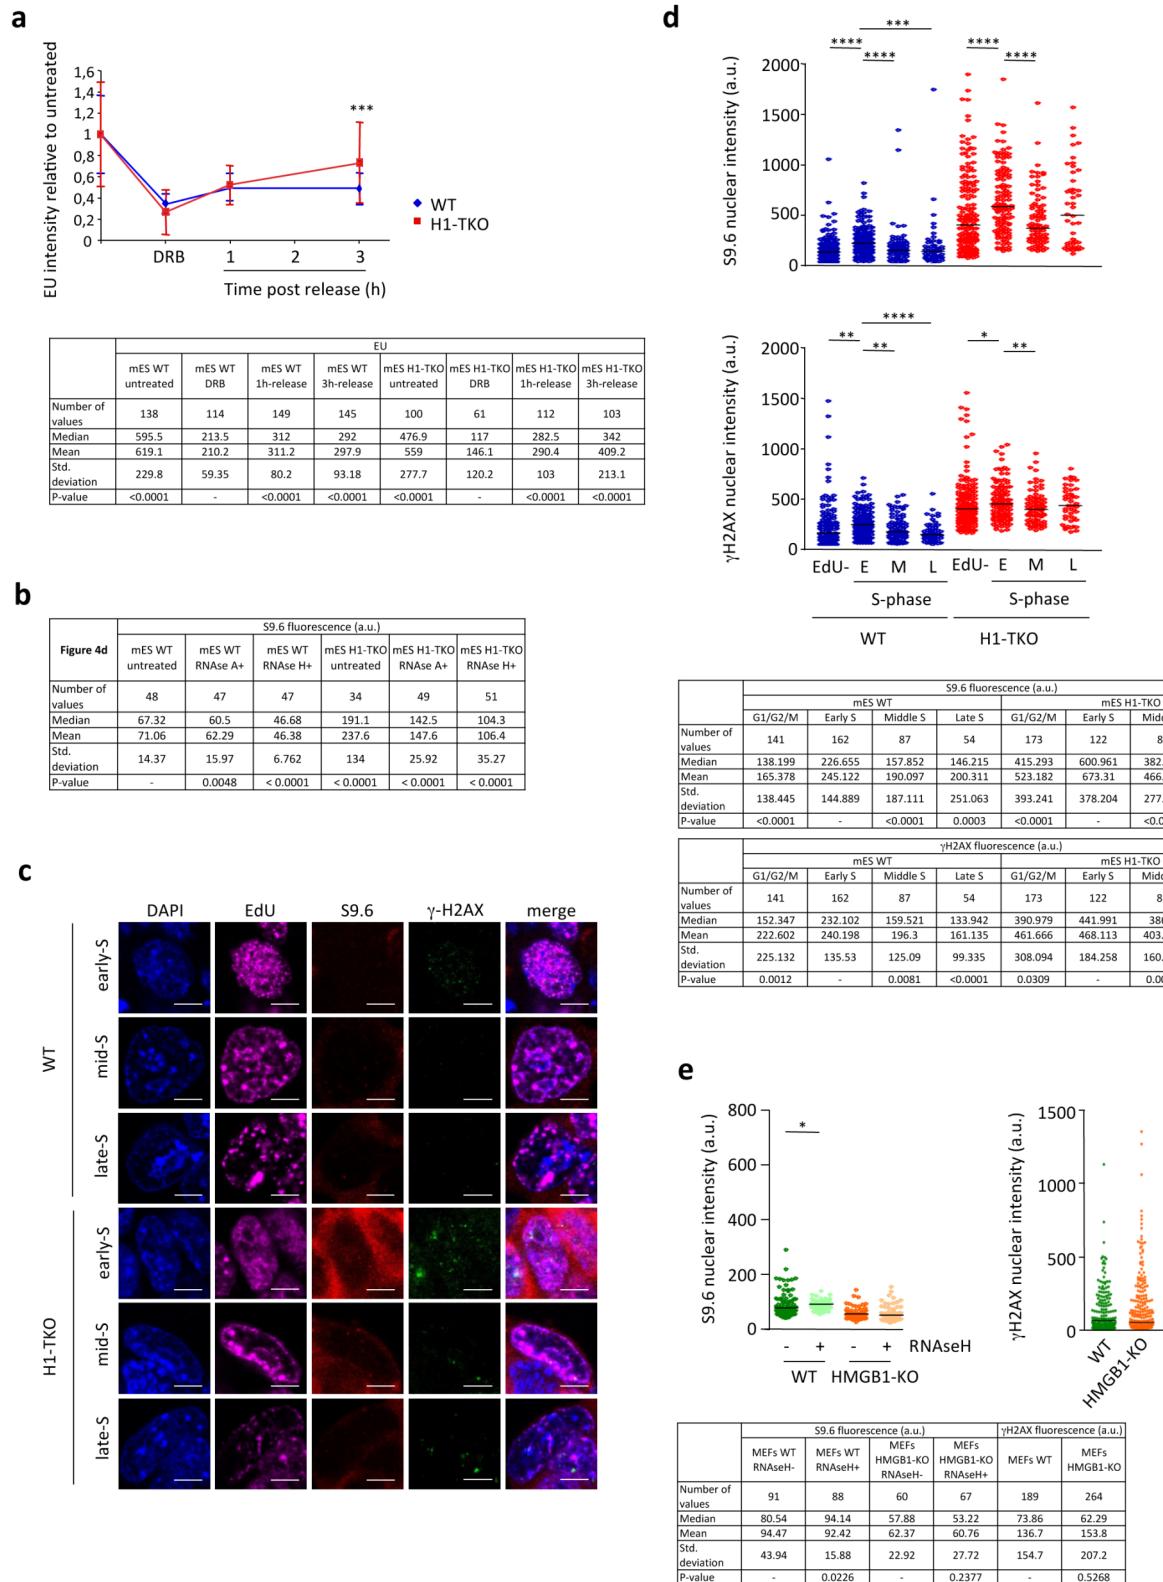 a
EU intensity relative to untreated
1,6
1,4
1,2
1
0,8
0,6
0,4
0,2
0
***
DRB
1
2
3
Time post release (h)
WT
H1-TKO
EU
mES WT untreated
mES WT DRB
mES WT 1h-release
mES WT 3h-release
mES H1-TKO untreated
mES H1-TKO DRB
mES H1-TKO 1h-release
mES H1-TKO 3h-release
Number of values 138 114 149 145 100 61 112 103
Median 595.5 213.5 312 292 476.9 117 282.5 342
Mean 619.1 210.2 311.2 297.9 559 146.1 290.4 409.2
Std. deviation 229.8 59.35 80.2 93.18 277.7 120.2 103 213.1
P-value <0.0001 - <0.0001 <0.0001 <0.0001 - <0.0001 <0.0001
b
Figure 4d
S9.6 fluorescence (a.u.)
mES WT untreated
mES WT RNAse A+
mES WT RNAse H+
mES H1-TKO untreated
mES H1-TKO RNAse A+
mES H1-TKO RNAse H+
Number of values 48 47 47 34 49 51
Median 67.32 60.5 46.68 191.1 142.5 104.3
Mean 71.06 62.29 46.38 237.6 147.6 106.4
Std. deviation 14.37 15.97 6.762 134 25.92 35.27
P-value - 0.0048 < 0.0001 < 0.0001 < 0.0001 < 0.0001
c
DAPI EdU S9.6 γ-H2AX merge
WT
early-S
mid-S
late-S
H1-TKO
early-S
mid-S
late-S
d
S9.6 nuclear intensity (a.u.)
2000
1500
1000
500
0
***
**** ****
**** ****
γH2AX nuclear intensity (a.u.)
2000
1500
1000
500
0
****
** **
* **
EdU- E M L EdU- E M L
S-phase S-phase
WT H1-TKO
S9.6 fluorescence (a.u.)
mES WT mES H1-TKO
G1/G2/M Early S Middle S Late S G1/G2/M Early S Midd
Number of values 141 162 87 54 173 122 8
Median 138.199 226.655 157.852 146.215 415.293 600.961 382.
Mean 165.378 245.122 190.097 200.311 523.182 673.31 466.
Std. deviation 138.445 144.889 187.111 251.063 393.241 378.204 277.
P-value <0.0001 - <0.0001 0.0003 <0.0001 - <0.0
γH2AX fluorescence (a.u.)
mES WT mES H1-TKO
G1/G2/M Early S Middle S Late S G1/G2/M Early S Midd
Number of values 141 162 87 54 173 122 8
Median 152.347 232.102 159.521 133.942 390.979 441.991 386
Mean 222.602 240.198 196.3 161.135 461.666 468.113 403.
Std. deviation 225.132 135.53 125.09 99.335 308.094 184.258 160.
P-value 0.0012 - 0.0081 <0.0001 0.0309 - 0.00
e
S9.6 nuclear intensity (a.u.)
800
600
400
200
0
*
- + - + RNAseH
WT HMGB1-KO
γH2AX nuclear intensity (a.u.)
1500
1000
500
0
WT
HMGB1-KO
S9.6 fluorescence (a.u.) γH2AX fluorescence (a.u.)
MEFs WT RNAseH-
MEFs WT RNAseH+
MEFs HMGB1-KO RNAseH-
MEFs HMGB1-KO RNAseH+
MEFs WT
MEFs HMGB1-KO
Number of values 91 88 60 67 189 264
Median 80.54 94.14 57.88 53.22 73.86 62.29
Mean 94.47 92.42 62.37 60.76 136.7 153.8
Std. deviation 43.94 15.88 22.92 27.72 154.7 207.2
P-value - 0.0226 - 0.2377 - 0.5268